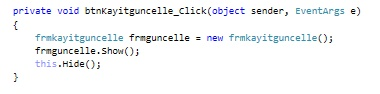 private void btnKayitguncelle_Click(object sender, EventArgs e)
{
frmkayitguncelle frmguncelle = new frmkayitguncelle();
frmguncelle.Show();
this.Hide();
}